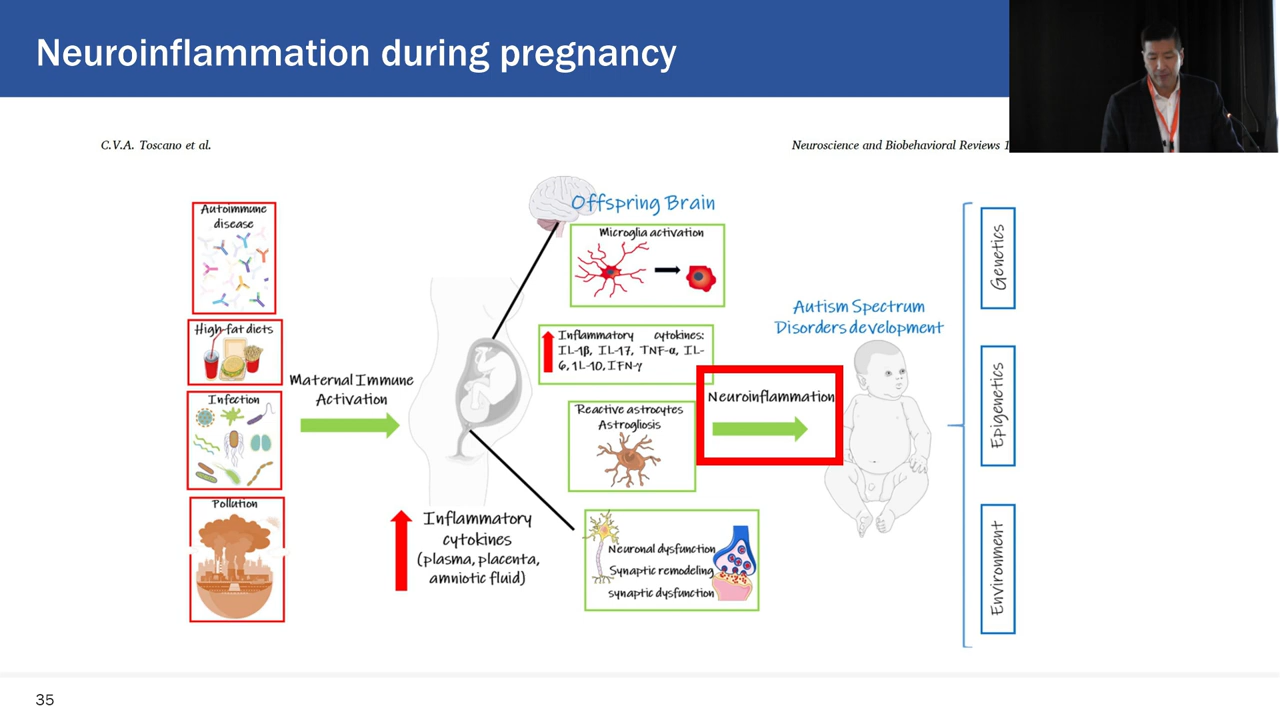 Neuroinflammation during pregnancy
C.V.A. Toscano et al.
Neuroscience and Biobehavioral Reviews
Autoimmune
disease
High-fat diets
Infection
Pollution
Maternal Immune
Activation
Inflammatory
cytokines
(plasma, placenta,
amniotic fluid)
Offspring Brain
Microglia activation
Inflammatory cytokines:
IL-1β, IL-17, TNF-α, IL-
6, 1L-10, IFN-γ
Reactive astrocytes
Astrogliosis
Neuronal dysfunction
Synaptic remodeling
synaptic dysfunction
Neuroinflammation
Autism Spectrum
Disorders development
Genetics
Epigenetics
Environment
35